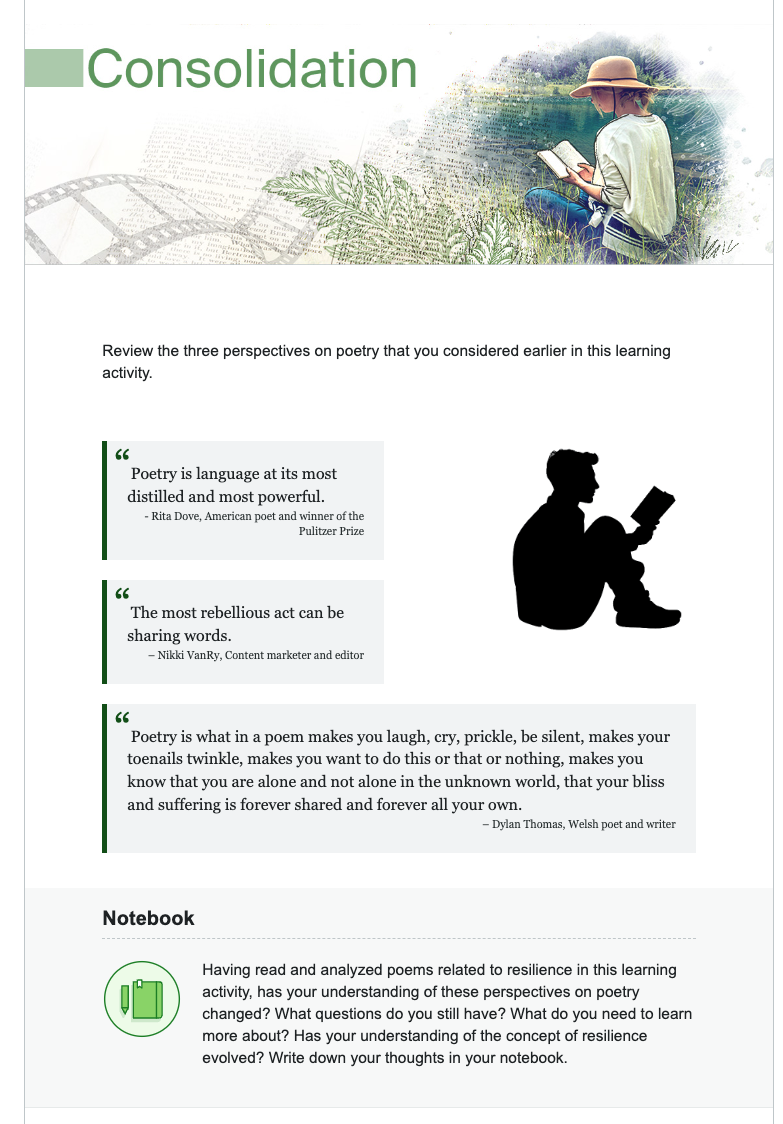 Consolidation
Review the three perspectives on poetry that you considered earlier in this learning
activity.
“
Poetry is language at its most
distilled and most powerful.
- Rita Dove, American poet and winner of the
Pulitzer Prize
“
The most rebellious act can be
sharing words.
– Nikki VanRy, Content marketer and editor
“
Poetry is what in a poem makes you laugh, cry, prickle, be silent, makes your
toenails twinkle, makes you want to do this or that or nothing, makes you
know that you are alone and not alone in the unknown world, that your bliss
and suffering is forever shared and forever all your own.
– Dylan Thomas, Welsh poet and writer
Notebook
Having read and analyzed poems related to resilience in this learning
activity, has your understanding of these perspectives on poetry
changed? What questions do you still have? What do you need to learn
more about? Has your understanding of the concept of resilience
evolved? Write down your thoughts in your notebook.